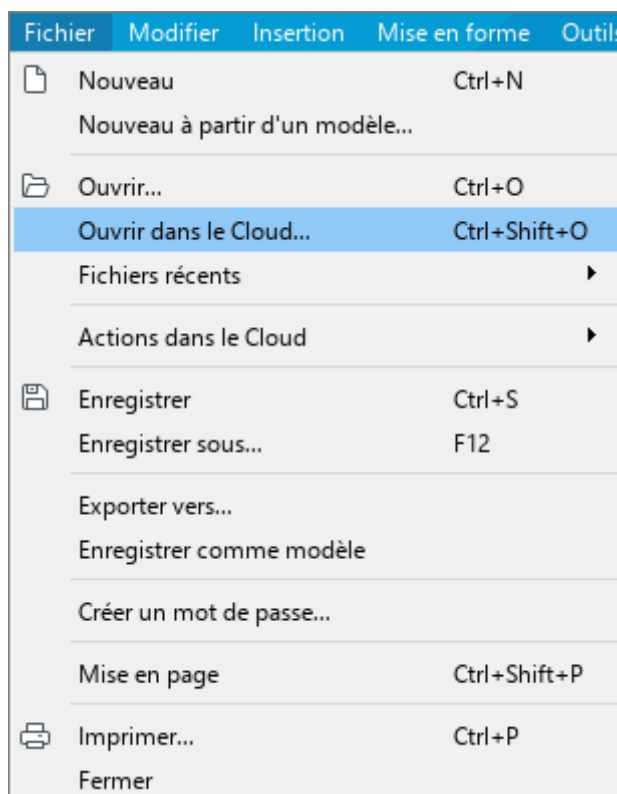 Fichier Modifier Insertion Mise en forme Outils
Nouveau Ctrl+N
Nouveau à partir d'un modèle...
Ouvrir... Ctrl+O
Ouvrir dans le Cloud... Ctrl+Shift+O
Fichiers récents
Actions dans le Cloud
Enregistrer Ctrl+S
Enregistrer sous... F12
Exporter vers...
Enregistrer comme modèle
Créer un mot de passe...
Mise en page Ctrl+Shift+P
Imprimer... Ctrl+P
Fermer